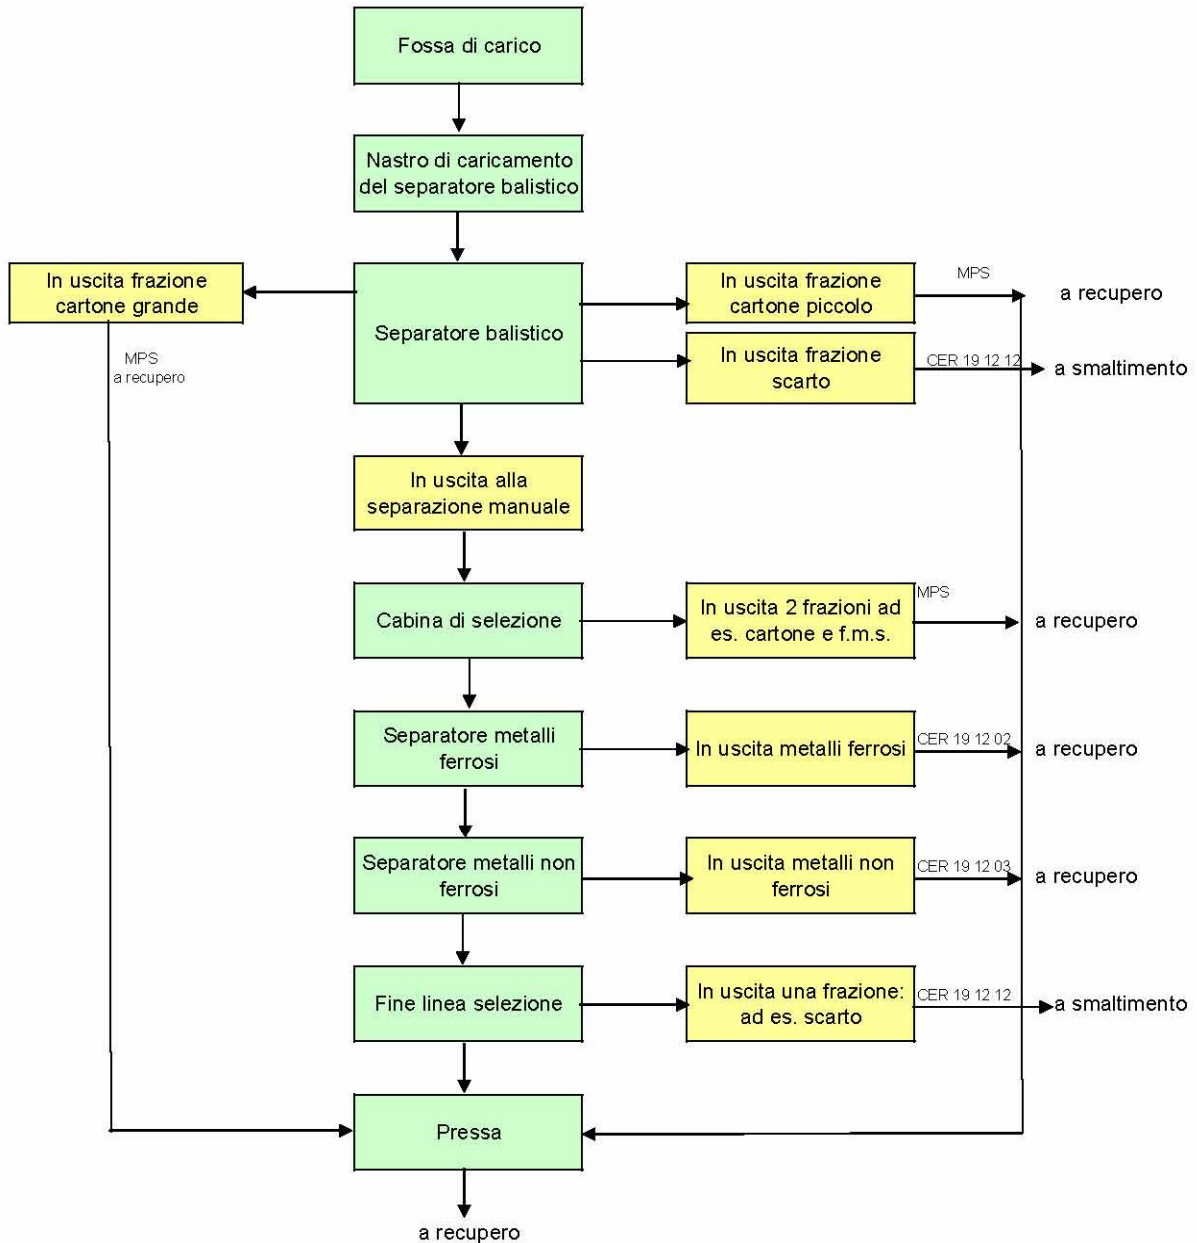 Fossa di carico
Nastro di caricamento
del separatore balistico
In uscita frazione
cartone grande
MPS
a recupero
Separatore balistico
In uscita frazione
cartone piccolo
MPS
a recupero
In uscita frazione
scarto
CER 19 12 12
a smaltimento
In uscita alla
separazione manuale
Cabina di selezione
In uscita 2 frazioni ad
es. cartone e f.m.s.
MPS
a recupero
Separatore metalli
ferrosi
In uscita metalli ferrosi
CER 19 12 02
a recupero
Separatore metalli non
ferrosi
In uscita metalli non
ferrosi
CER 19 12 03
a recupero
Fine linea selezione
In uscita una frazione:
ad es. scarto
CER 19 12 12
a smaltimento
Pressa
a recupero